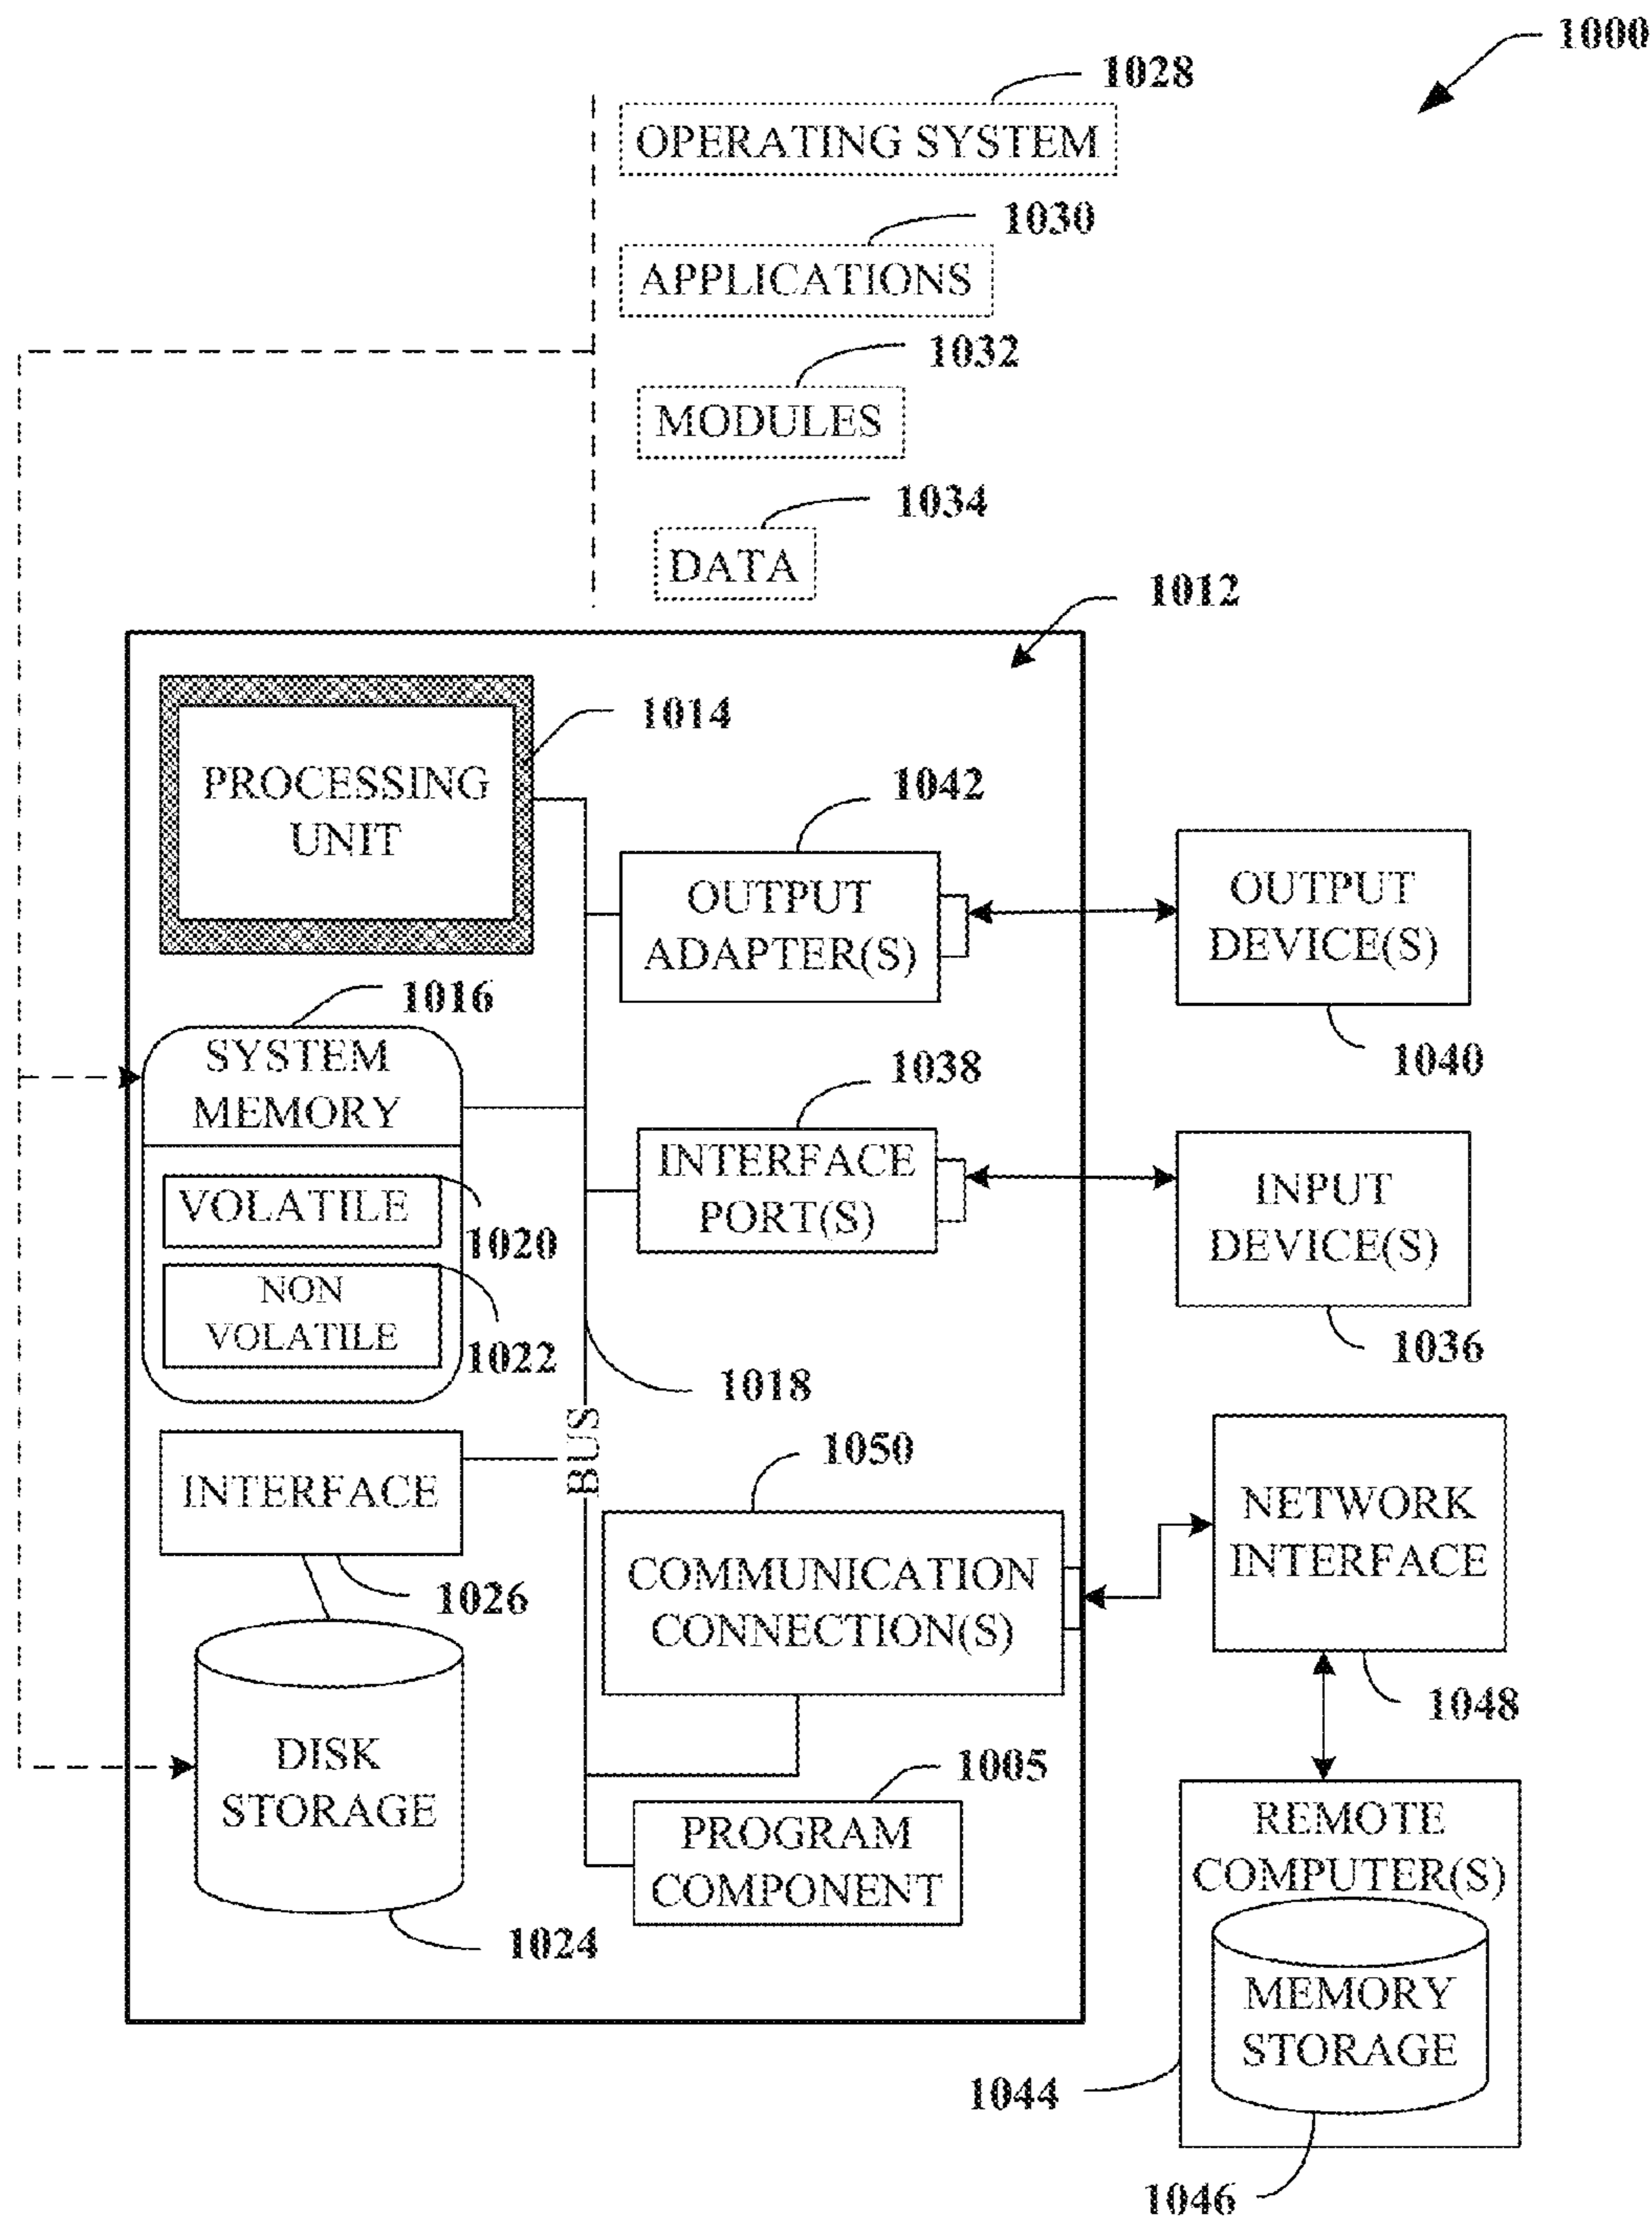 1000
1028
OPERATING SYSTEM
1030
APPLICATIONS
1032
MODULES
1034
DATA
1012
1014
PROCESSING
UNIT
1042
OUTPUT
ADAPTER(S)
OUTPUT
DEVICE(S)
1040
1016
SYSTEM
MEMORY
VOLATILE
1020
NON
VOLATILE
1022
1038
INTERFACE
PORT(S)
INPUT
DEVICE(S)
1036
1018
BUS
INTERFACE
1026
1050
COMMUNICATION
CONNECTION(S)
NETWORK
INTERFACE
1048
DISK
STORAGE
1024
1005
PROGRAM
COMPONENT
REMOTE
COMPUTER(S)
MEMORY
STORAGE
1044
1046